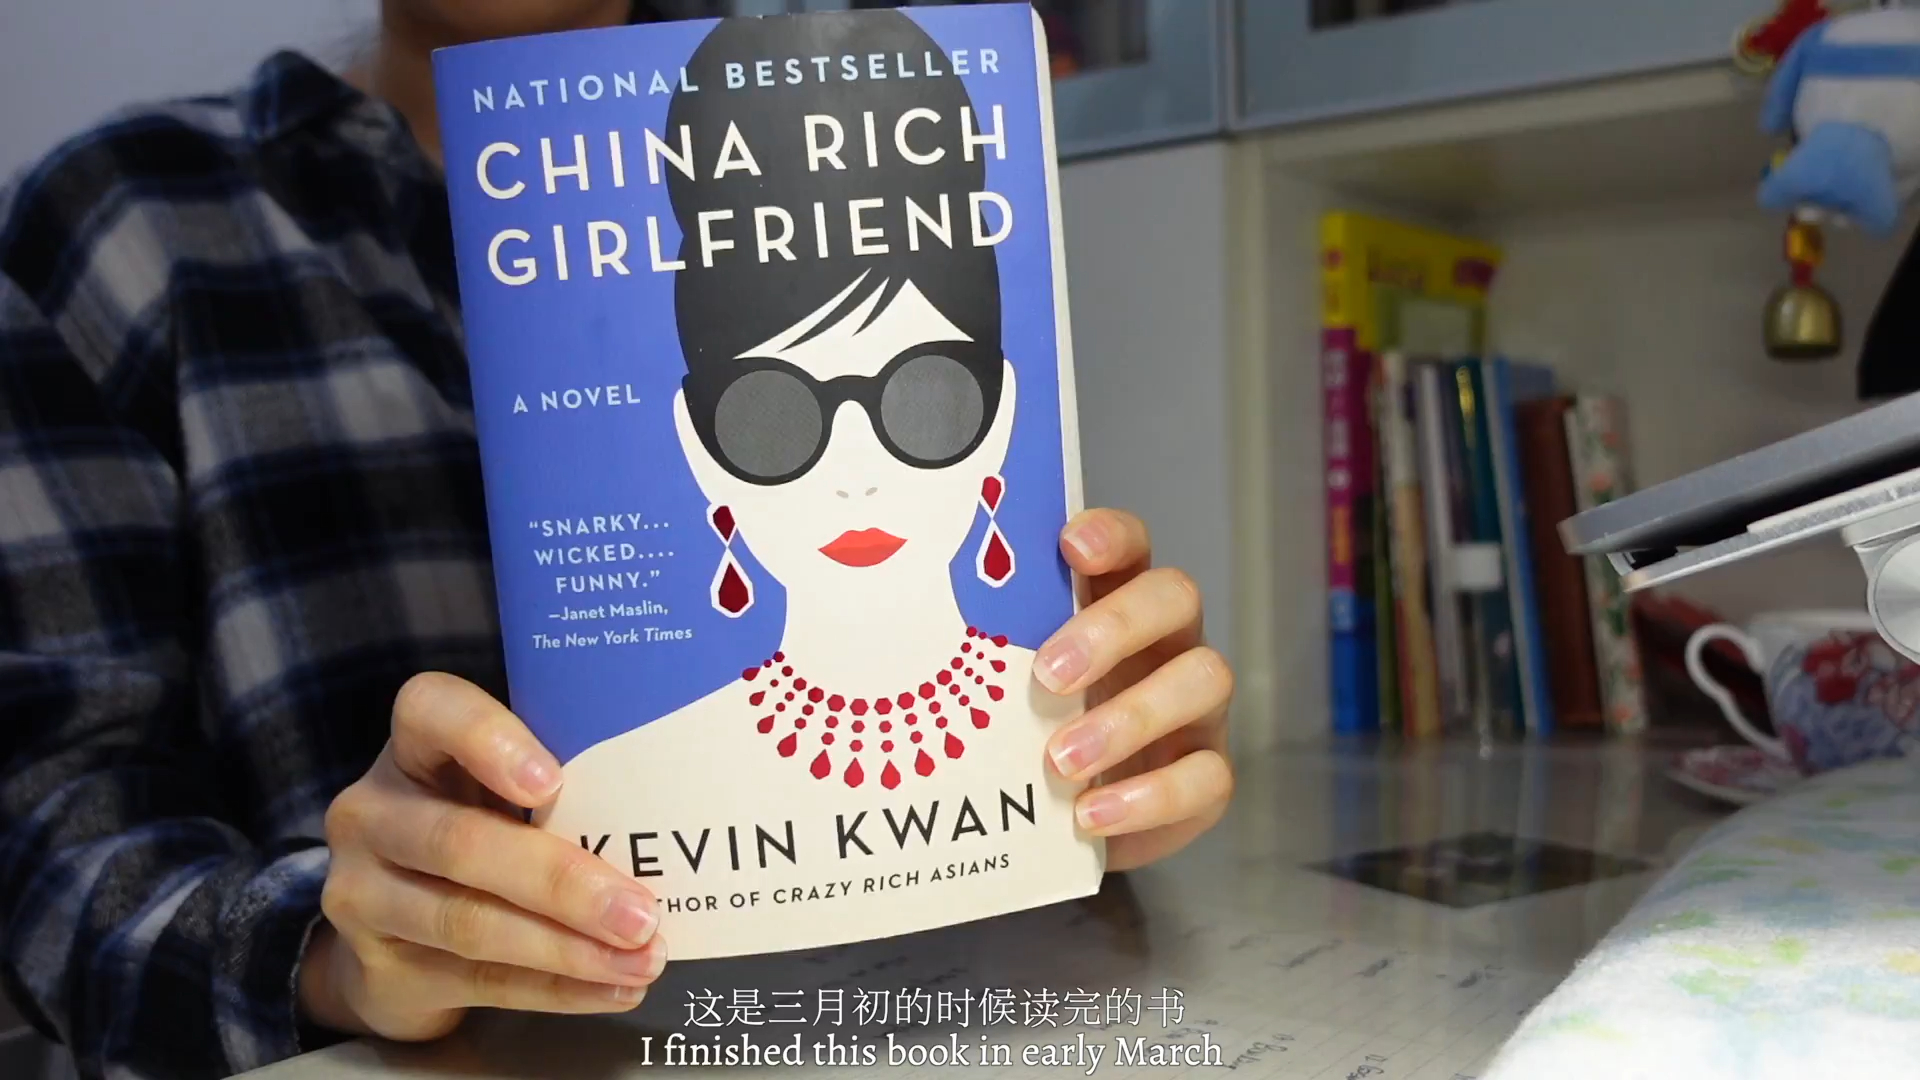 NATIONAL BESTSELLER
CHINA RICH
GIRLFRIEND
A NOVEL
“SNARKY...
WICKED....
FUNNY.”
—Janet Maslin,
The New York Times
KEVIN KWAN
OF CRAZY RICH ASIANS
这是三月初的时候读完的书
I finished this book in early March